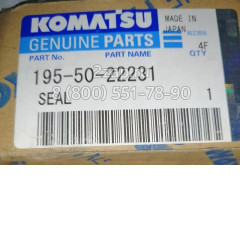 KOMATSU
GENUINE PARTS
MADE IN
JAPAN
4F
PART No. PART NAME QTY
195-50-22231
8(800) 551-78-90
SEAL 1